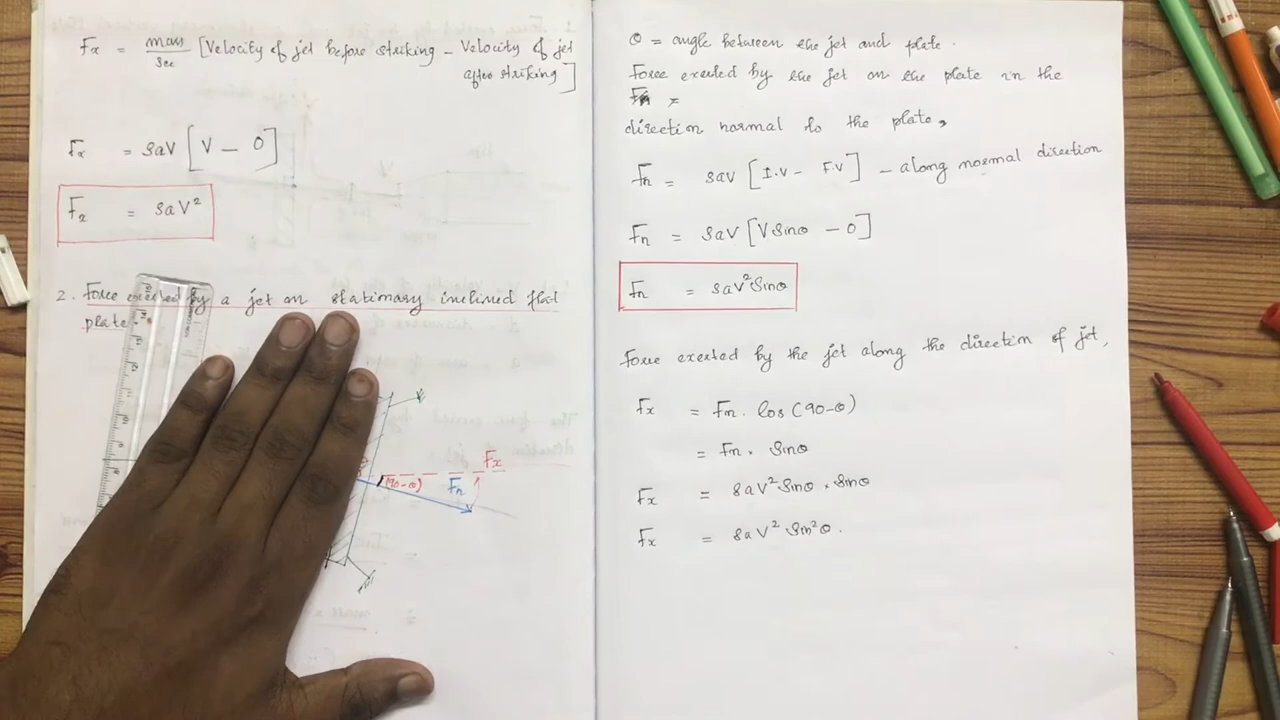 Fx = mass/sec [Velocity of jet before striking - Velocity of jet
after striking]
Fx = ρaV [V - 0]
Fx = ρaV²
2. Force exerted by a jet on stationary inclined flat
plate.
Fx
(90-θ)
Fn
θ = angle between the jet and plate.
Force exerted by the jet on the plate in the
direction normal to the plate,
Fn = ρaV [I.V - F.V] - along normal direction
Fn = ρaV [V Sinθ - 0]
Fn = ρaV² Sinθ
Force exerted by the jet along the direction of jet,
Fx = Fn. Cos(90-θ)
= Fn. Sinθ
Fx = ρaV² Sinθ × Sinθ
Fx = ρaV² Sin²θ.